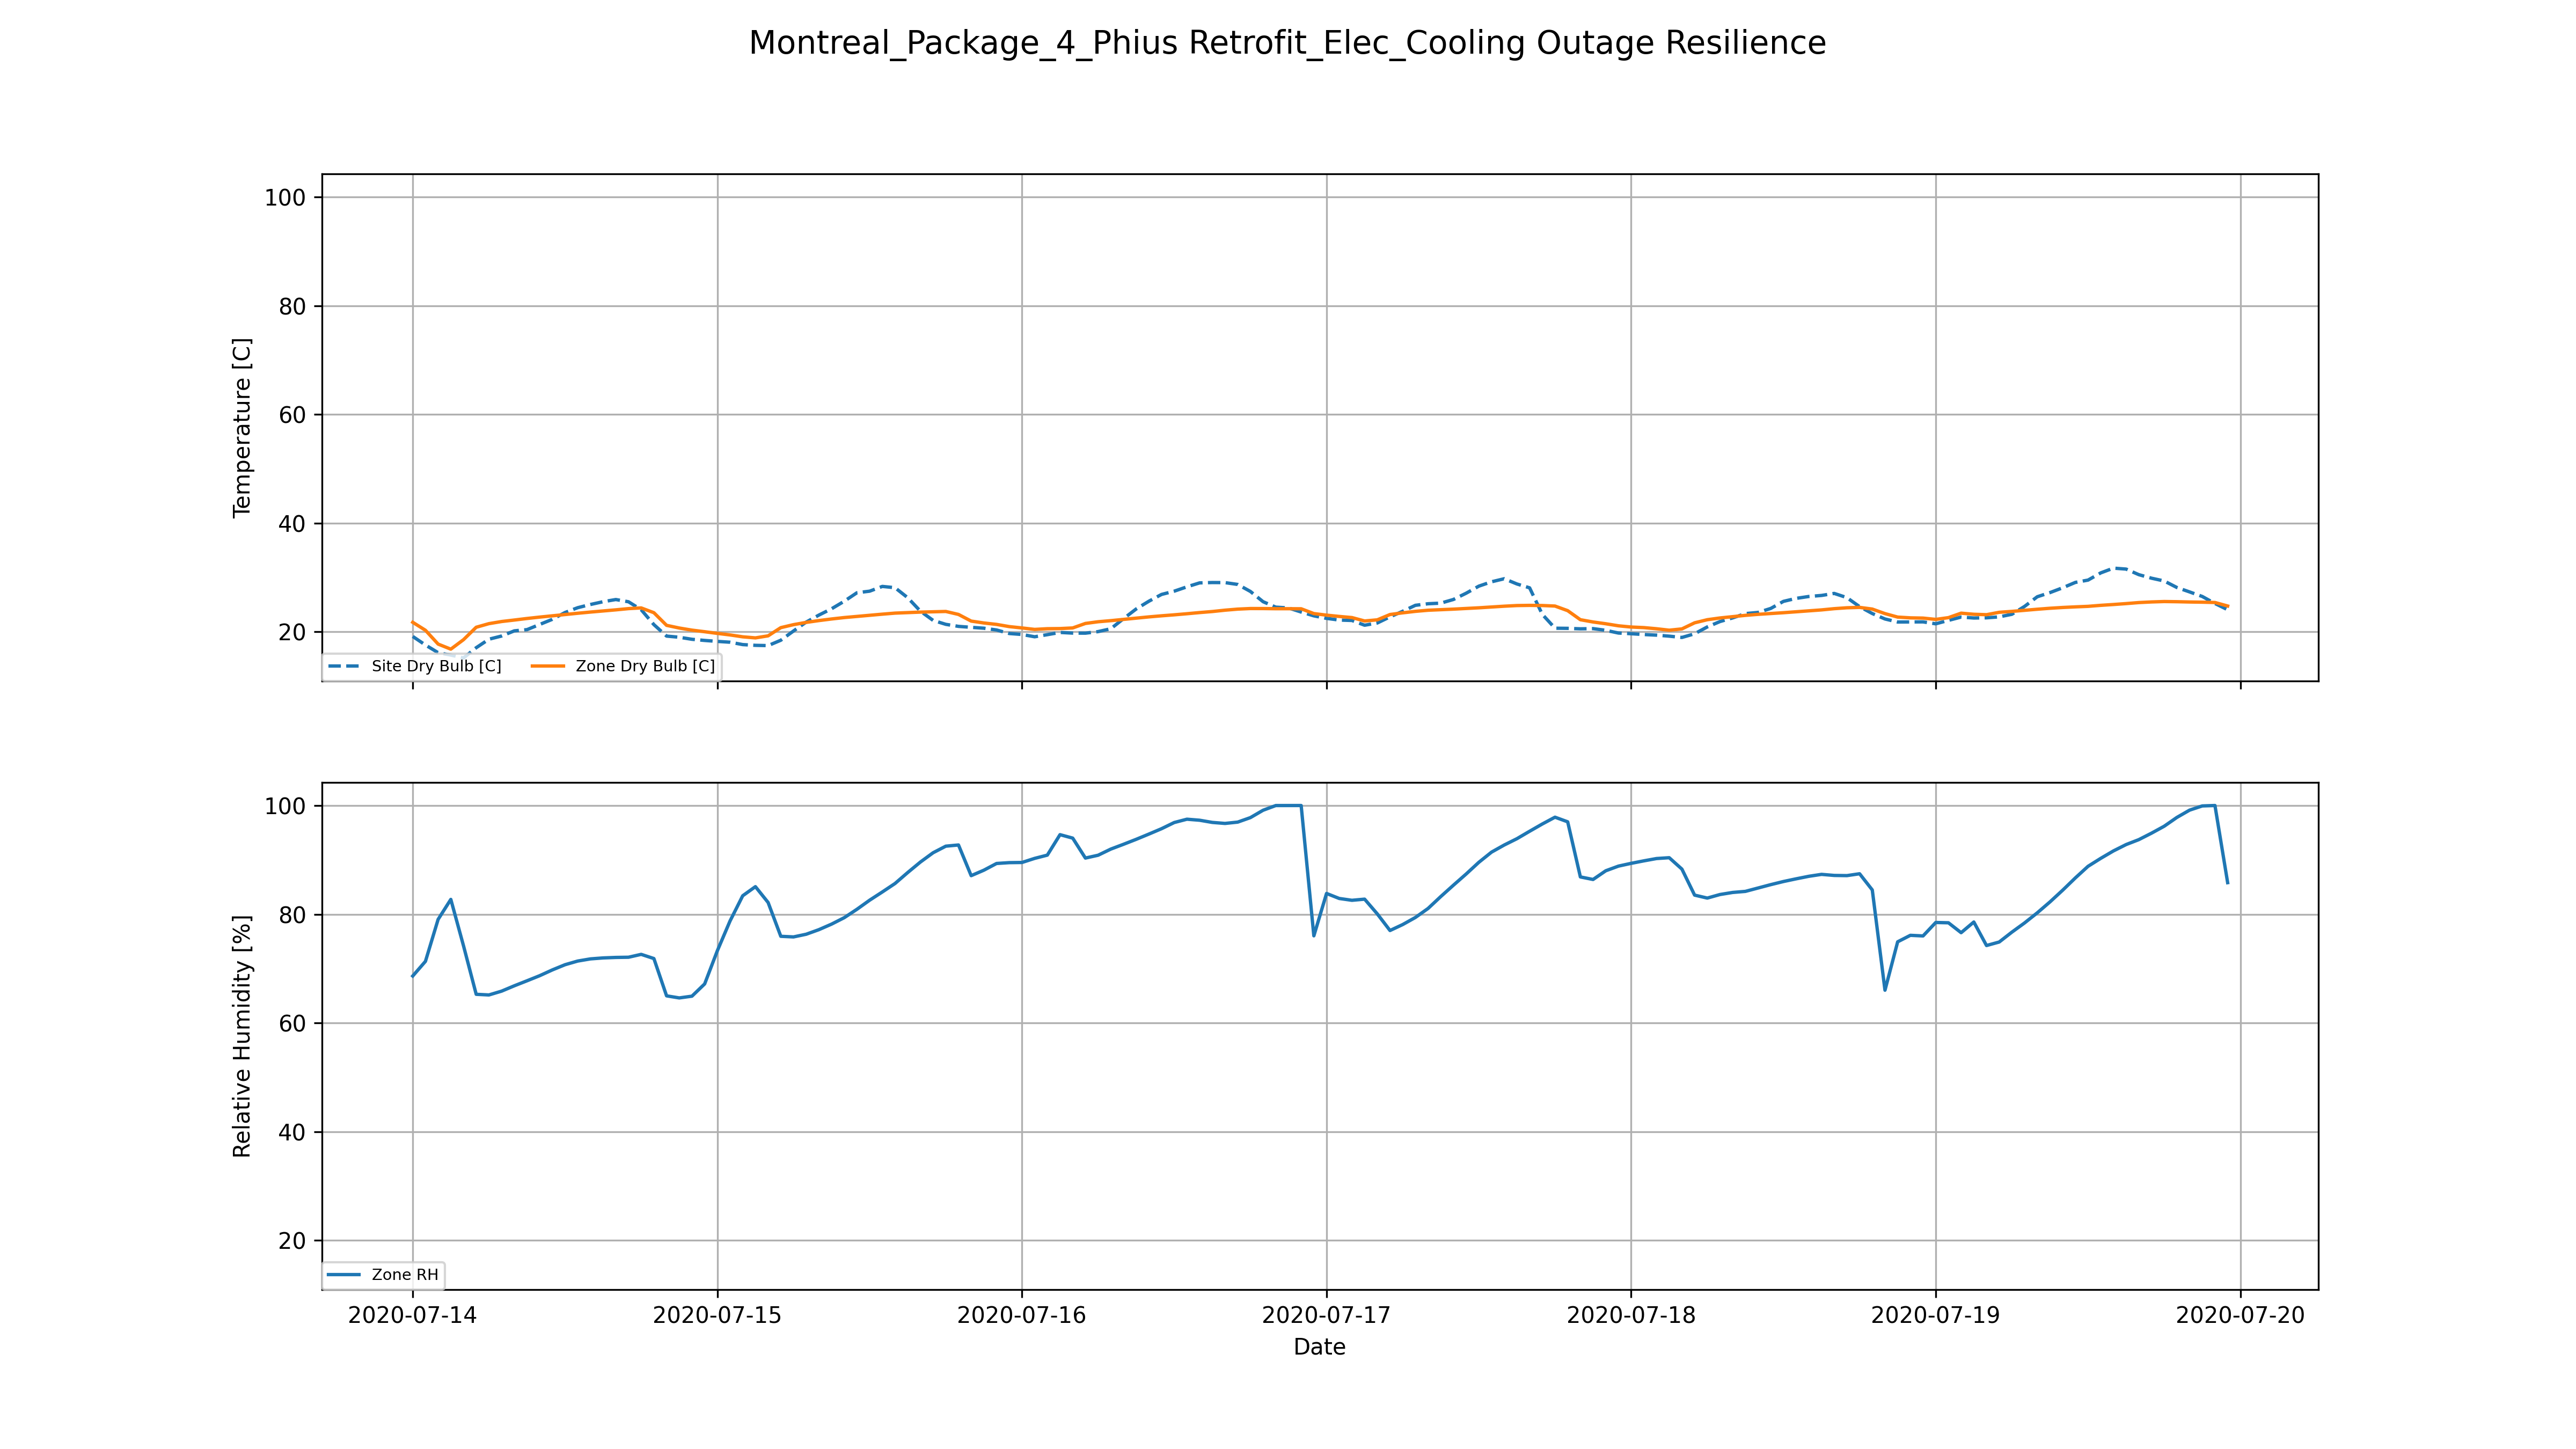 Montreal_Package_4_Phius Retrofit_Elec_Cooling Outage Resilience
100
80
60
40
20
Temperature [C]
Site Dry Bulb [C] Zone Dry Bulb [C]
100
80
60
40
20
Relative Humidity [%]
Zone RH
2020-07-14 2020-07-15 2020-07-16 2020-07-17 2020-07-18 2020-07-19 2020-07-20
Date